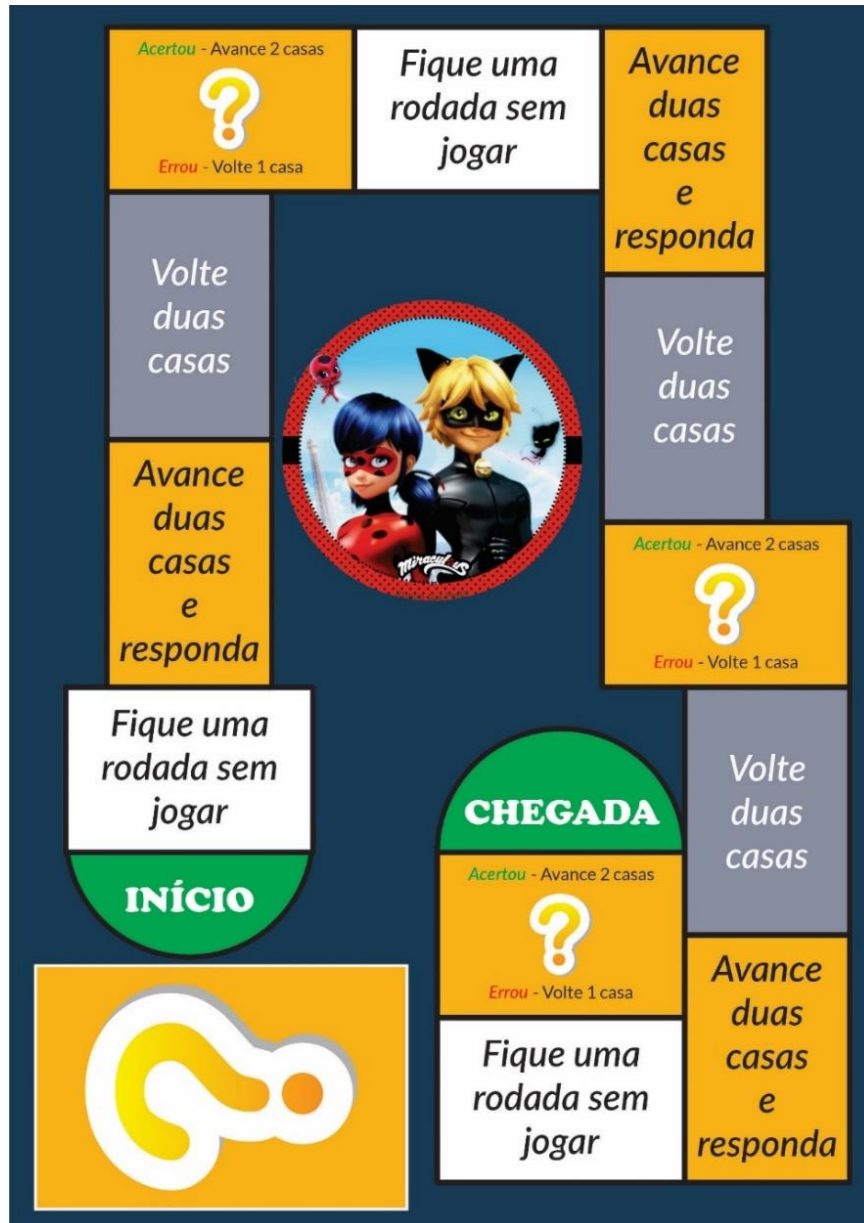 Acertou - Avance 2 casas
Errou - Volte 1 casa
Fique uma
rodada sem
jogar
Avance
duas
casas
e
responda
Volte
duas
casas
Volte
duas
casas
Miraculous
Avance
duas
casas
e
responda
Acertou - Avance 2 casas
Errou - Volte 1 casa
Fique uma
rodada sem
jogar
Volte
duas
casas
CHEGADA
INÍCIO
Acertou - Avance 2 casas
Errou - Volte 1 casa
Avance
duas
casas
e
responda
Fique uma
rodada sem
jogar